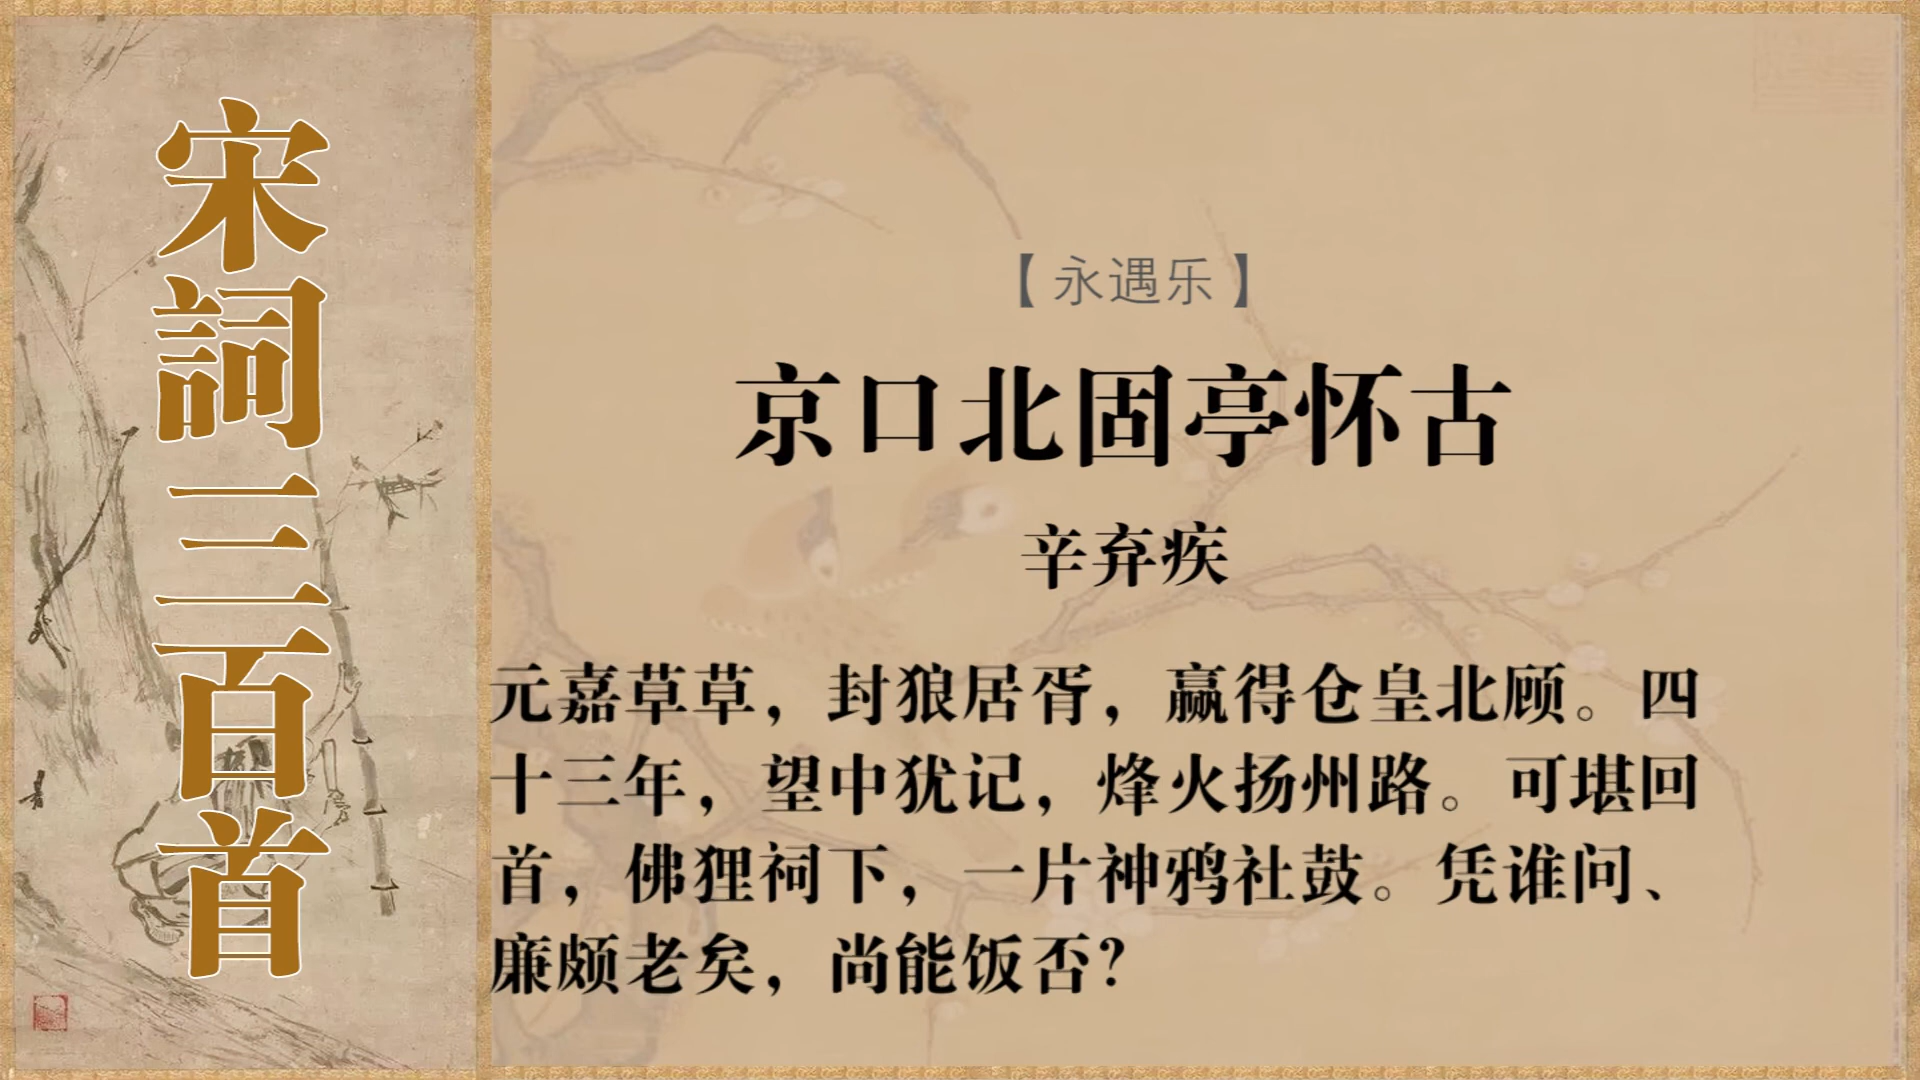 宋詞三百首
【永遇乐】
京口北固亭怀古
辛弃疾
元嘉草草，封狼居胥，赢得仓皇北顾。四
十三年，望中犹记，烽火扬州路。可堪回
首，佛狸祠下，一片神鸦社鼓。凭谁问、
廉颇老矣，尚能饭否？